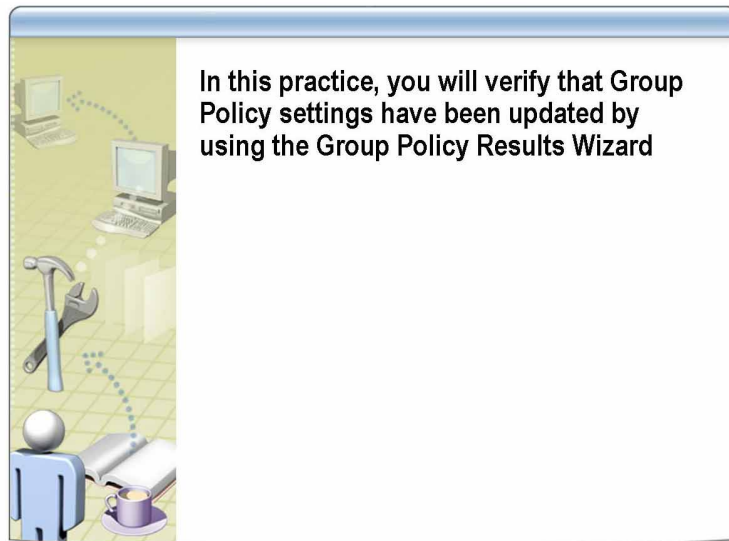 In this practice, you will verify that Group
Policy settings have been updated by
using the Group Policy Results Wizard